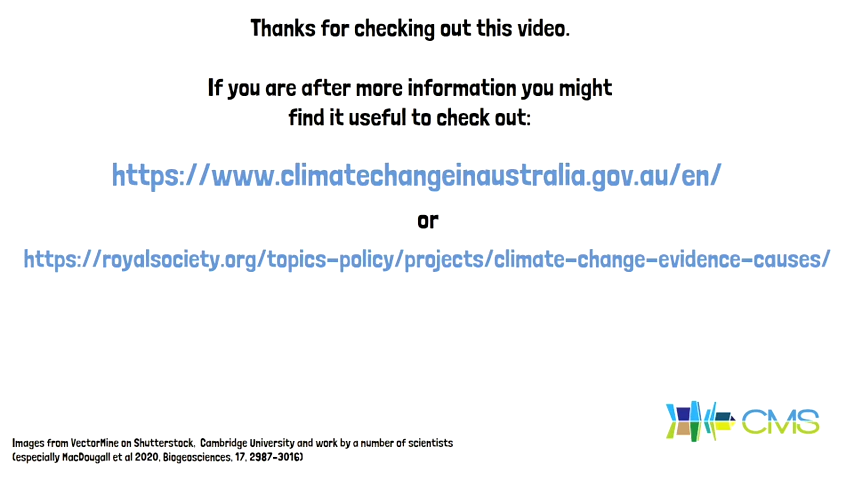 Thanks for checking out this video.
If you are after more information you might
find it useful to check out:
https://www.climatechangeinaustralia.gov.au/en/
or
https://royalsociety.org/topics-policy/projects/climate-change-evidence-causes/
CMS
Images from VectorMine on Shutterstock. Cambridge University and work by a number of scientists
(especially MacDougall et al 2020, Biogeosciences, 17, 2987-3016)